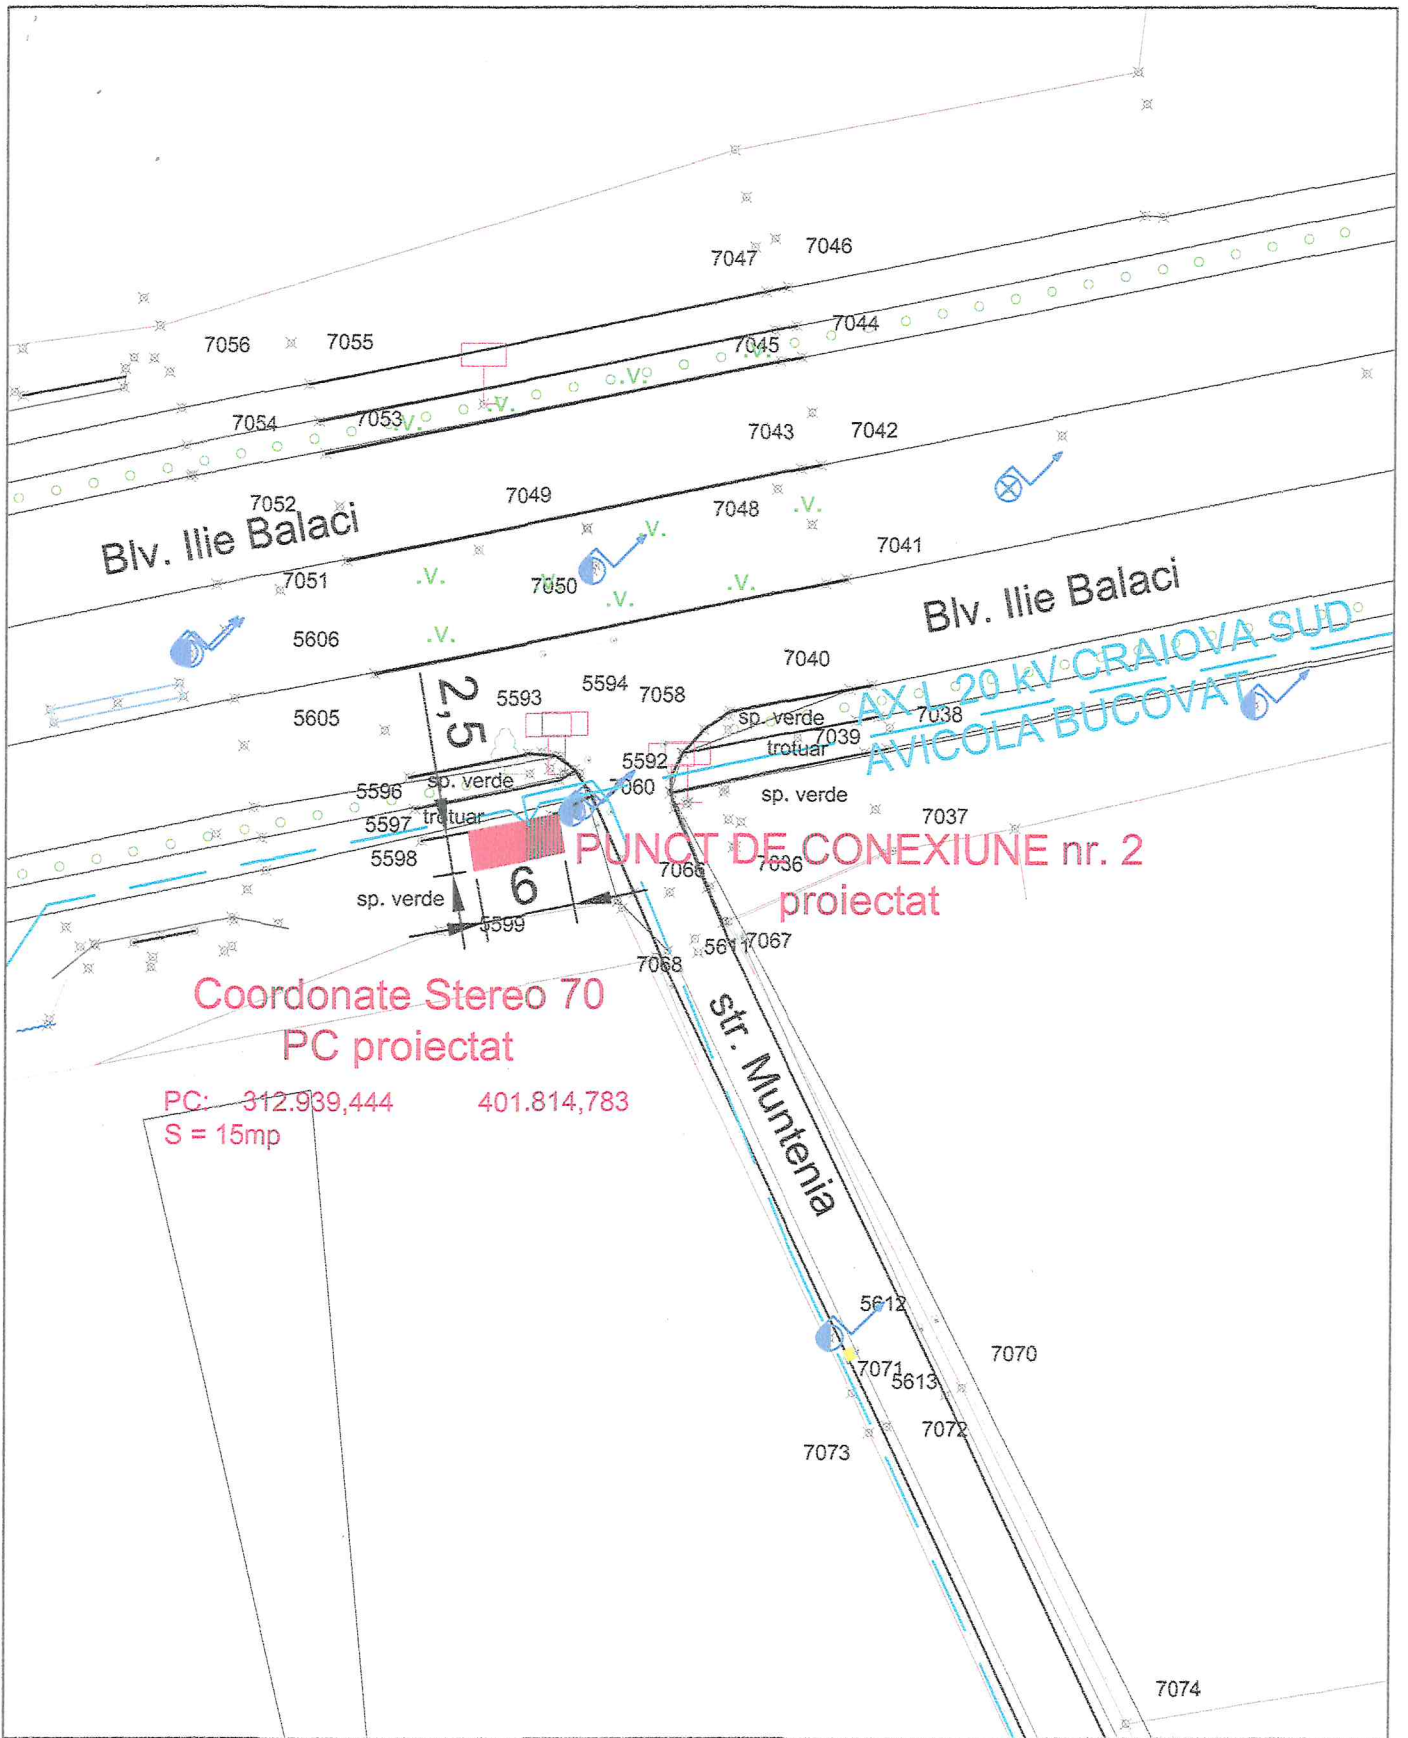 7047
7046
7044
7045
7056
7055
7054
7053
7043
7042
7052
7049
7048
Blv. Ilie Balaci
7041
7051
7050
.v.
.v.
.v.
.v.
.v.
.v.
.v.
.v.
.v.
.v.
.v.
5606
Blv. Ilie Balaci
7040
5605
2,5
5593
5594
7058
sp. verde
7038
7039
trotuar
AX L 20 kV CRAIOVA SUD
AVICOLA BUCOVAT
5592
7060
5596
sp. verde
sp. verde
5597
trotuar
7037
5598
PUNCT DE CONEXIUNE nr. 2
proiectat
7036
7066
sp. verde
6
5599
5611
7067
7068
Coordonate Stereo 70
PC proiectat
PC: 312.939,444 401.814,783
S = 15mp
str. Muntenia
5612
7071
5613
7070
7072
7073
7074